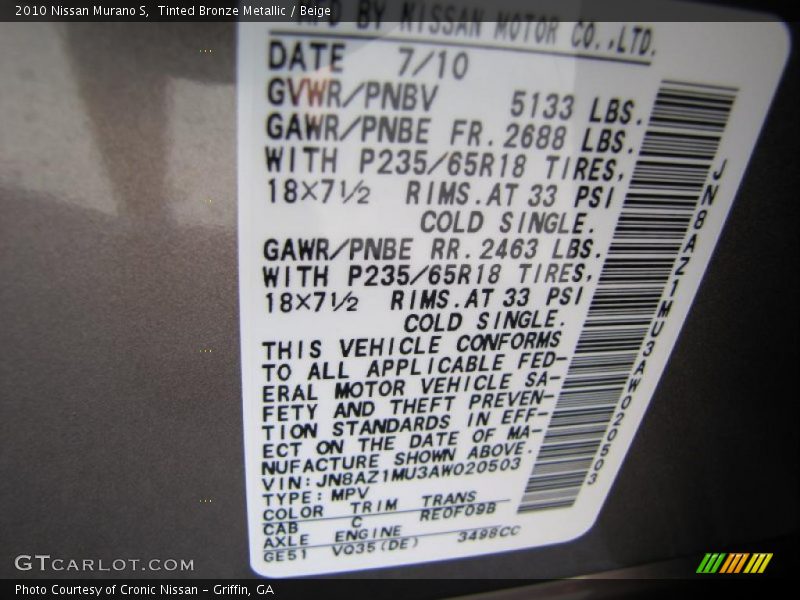 2010 Nissan Murano S, Tinted Bronze Metallic / Beige
MFD BY NISSAN MOTOR CO.,LTD.
DATE 7/10
GVWR/PNBV 5133 LBS.
GAWR/PNBE FR. 2688 LBS.
WITH P235/65R18 TIRES,
18×7½ RIMS.AT 33 PSI
COLD SINGLE.
GAWR/PNBE RR. 2463 LBS.
WITH P235/65R18 TIRES,
18×7½ RIMS.AT 33 PSI
COLD SINGLE.
THIS VEHICLE CONFORMS
TO ALL APPLICABLE FED-
ERAL MOTOR VEHICLE SA-
FETY AND THEFT PREVEN-
TION STANDARDS IN EFF-
ECT ON THE DATE OF MA-
NUFACTURE SHOWN ABOVE.
VIN:JN8AZ1MU3AW020503
TYPE:MPV
COLOR TRIM TRANS
CAB C RE0F09B
AXLE ENGINE
GE51 VQ35(DE) 3498CC
JN8AZ1MU3AW020503
GTCARLOT.COM
Photo Courtesy of Cronic Nissan - Griffin, GA